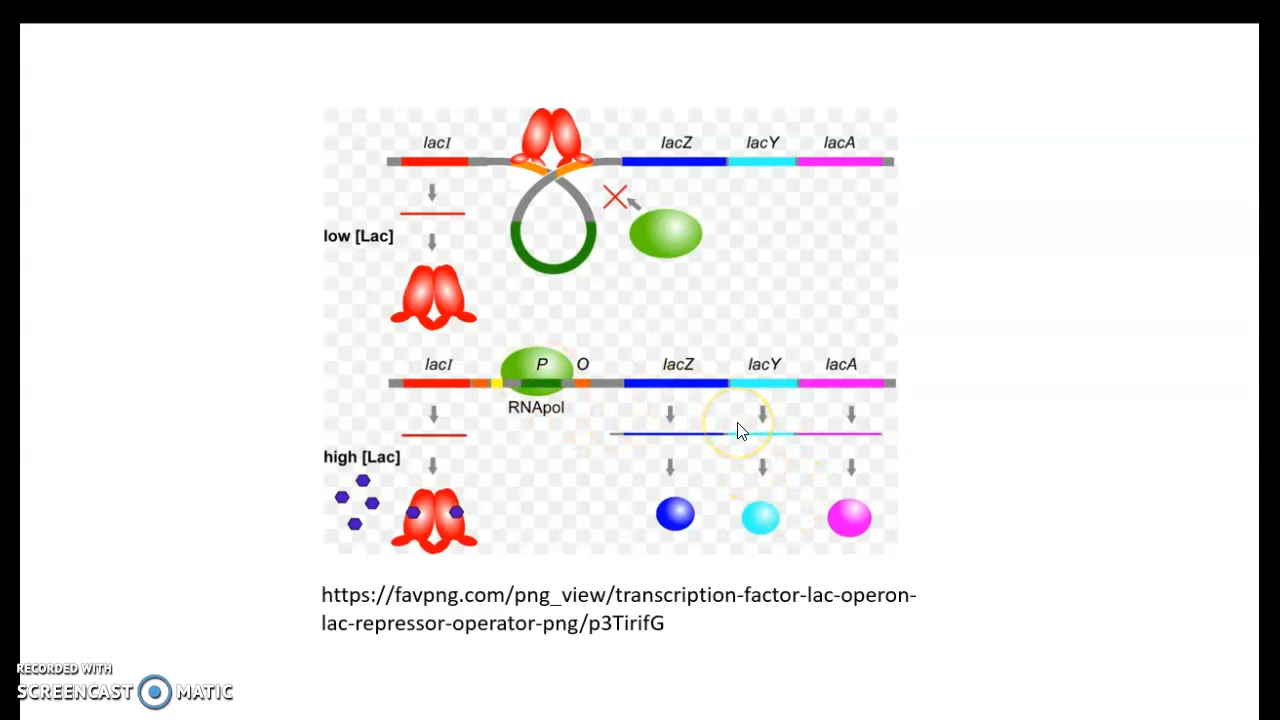 lacI lacZ lacY lacA
low [Lac]
lacI P O lacZ lacY lacA
RNApol
high [Lac]
https://favpng.com/png_view/transcription-factor-lac-operon-
lac-repressor-operator-png/p3TirifG
RECORDED WITH
SCREENCAST MATIC